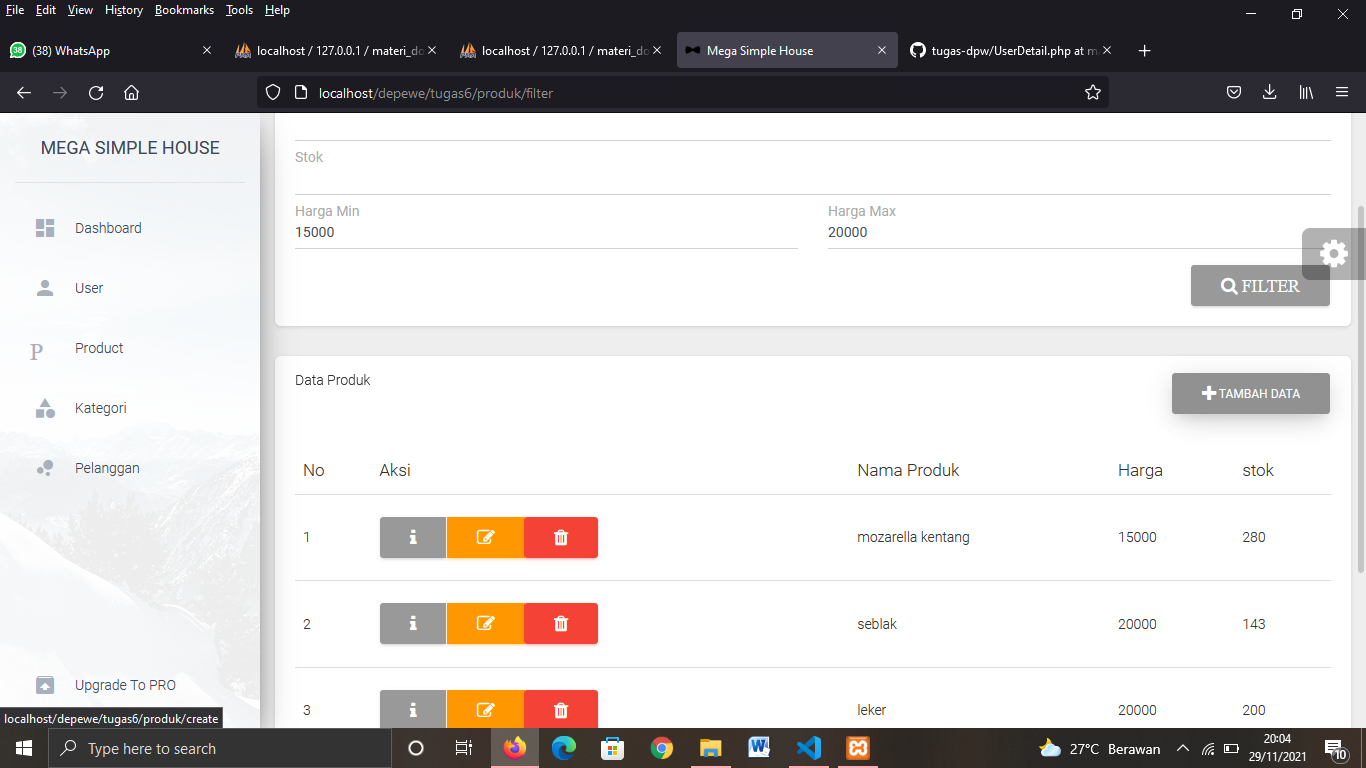 File Edit View History Bookmarks Tools Help
38 (38) WhatsApp
localhost / 127.0.0.1 / materi_do
localhost / 127.0.0.1 / materi_do
Mega Simple House
tugas-dpw/UserDetail.php at m
localhost/depewe/tugas6/produk/filter
MEGA SIMPLE HOUSE
Dashboard
User
P Product
Kategori
Pelanggan
Upgrade To PRO
localhost/depewe/tugas6/produk/create
Stok
Harga Min Harga Max
15000 20000
FILTER
Data Produk
TAMBAH DATA
No Aksi Nama Produk Harga stok
1 mozarella kentang 15000 280
2 seblak 20000 143
3 leker 20000 200
Type here to search
27°C Berawan
20:04
29/11/2021
10